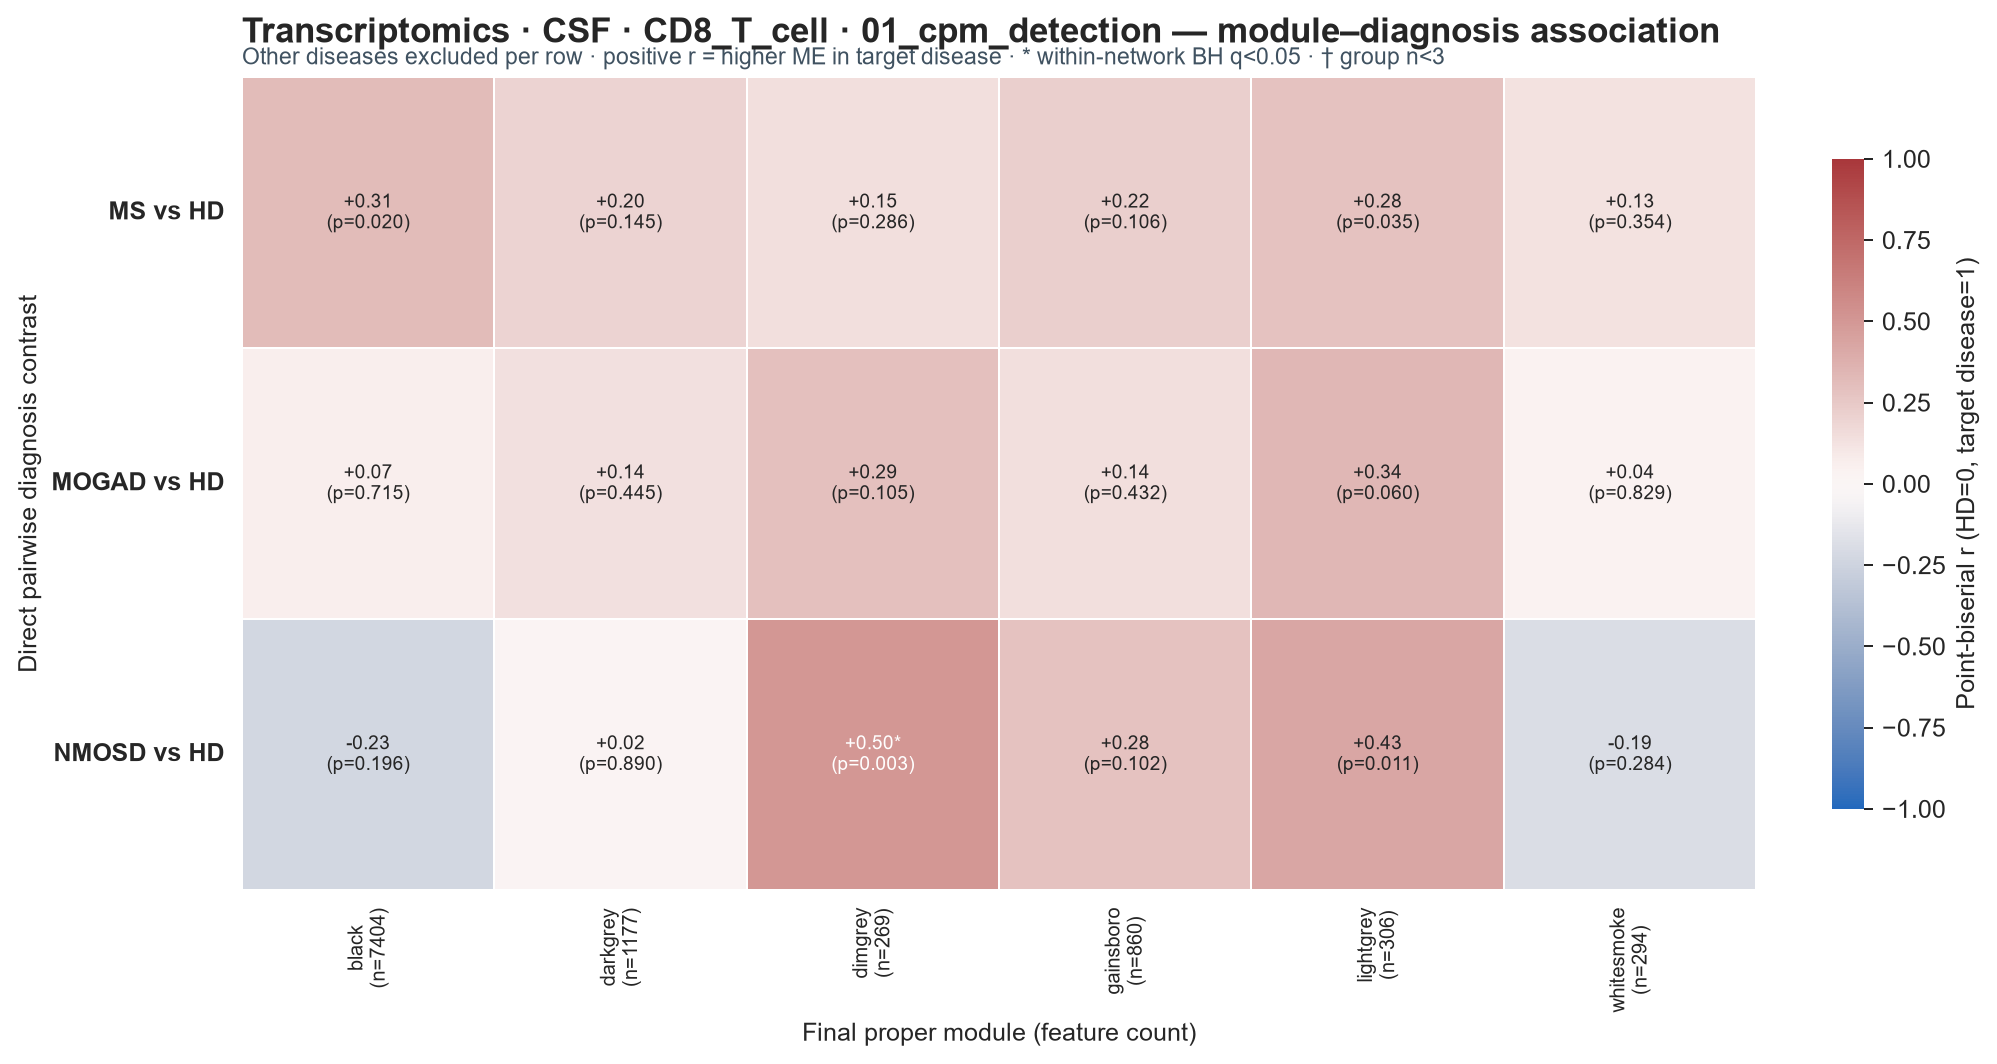 Transcriptomics · CSF · CD8_T_cell · 01_cpm_detection — module–diagnosis association
Other diseases excluded per row · positive r = higher ME in target disease · * within-network BH q<0.05 · † group n<3
Direct pairwise diagnosis contrast
MS vs HD
+0.31
(p=0.020)
+0.20
(p=0.145)
+0.15
(p=0.286)
+0.22
(p=0.106)
+0.28
(p=0.035)
+0.13
(p=0.354)
MOGAD vs HD
+0.07
(p=0.715)
+0.14
(p=0.445)
+0.29
(p=0.105)
+0.14
(p=0.432)
+0.34
(p=0.060)
+0.04
(p=0.829)
NMOSD vs HD
-0.23
(p=0.196)
+0.02
(p=0.890)
+0.50*
(p=0.003)
+0.28
(p=0.102)
+0.43
(p=0.011)
-0.19
(p=0.284)
black
(n=7404)
darkgrey
(n=1177)
dimgrey
(n=269)
gainsboro
(n=860)
lightgrey
(n=306)
whitesmoke
(n=294)
Final proper module (feature count)
1.00
0.75
0.50
0.25
0.00
−0.25
−0.50
−0.75
−1.00
Point-biserial r (HD=0, target disease=1)